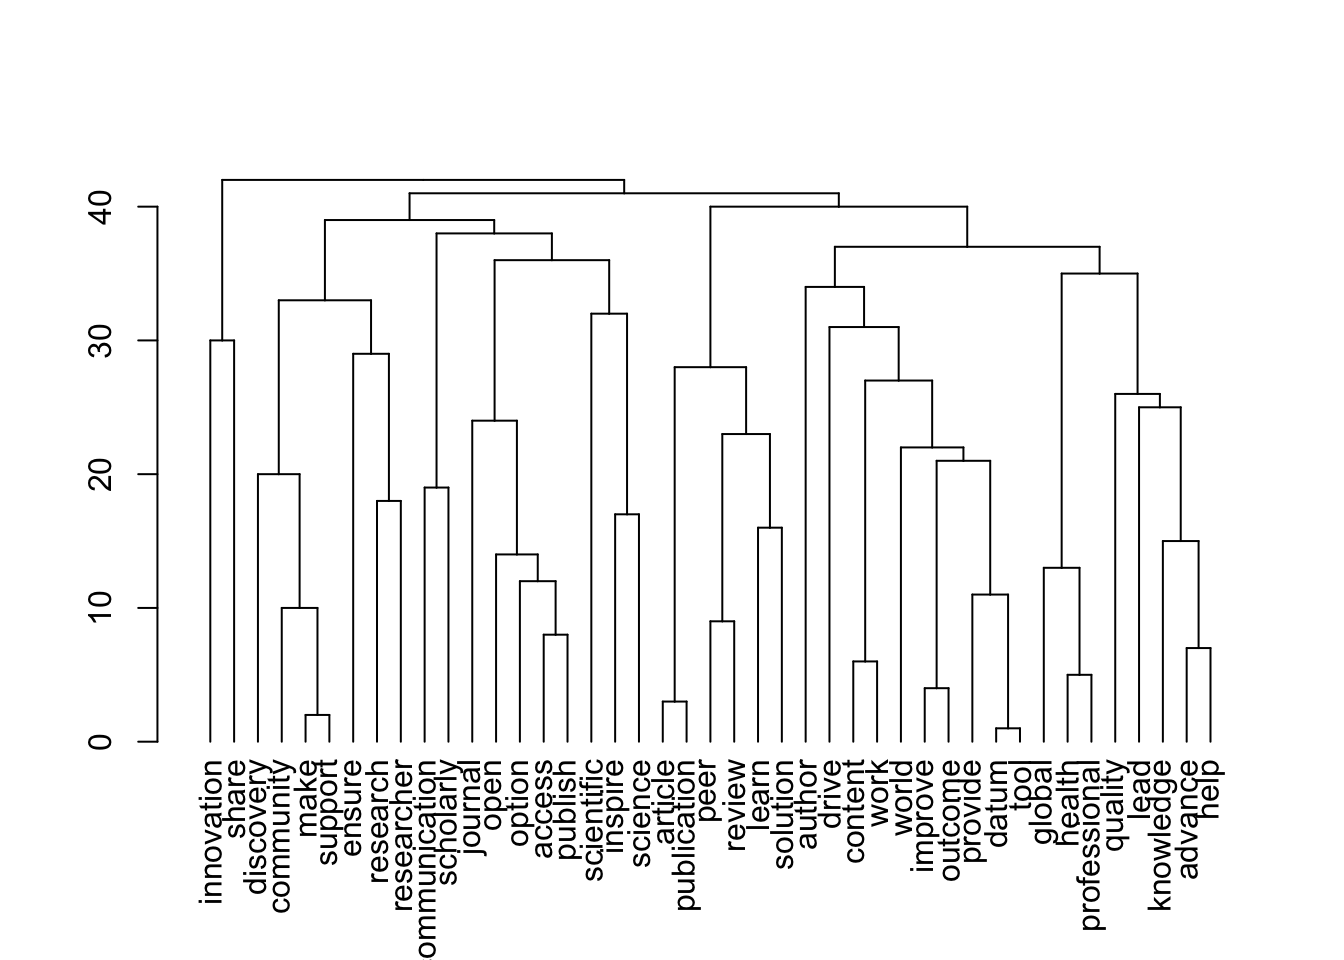 40
30
20
10
0
innovation
share
discovery
community
make
support
ensure
research
researcher
ommunication
scholarly
journal
open
option
access
publish
scientific
inspire
science
article
publication
peer
review
learn
solution
author
drive
content
work
world
improve
outcome
provide
datum
tool
global
health
professional
quality
lead
knowledge
advance
help